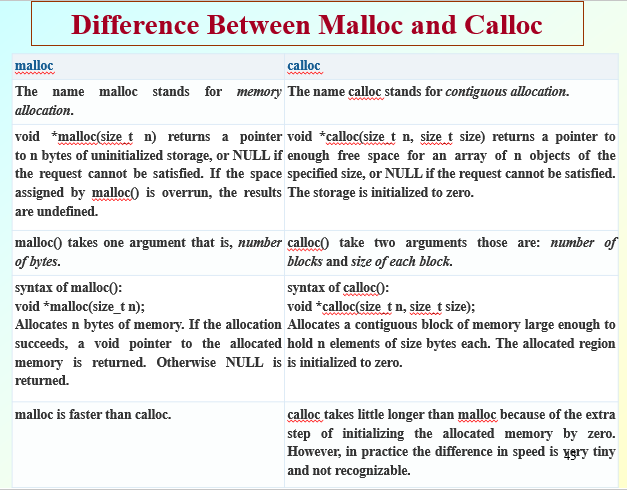 Difference Between Malloc and Calloc
malloc
calloc
The name malloc stands for memory
allocation.
The name calloc stands for contiguous allocation.
void *malloc(size_t n) returns a pointer
to n bytes of uninitialized storage, or NULL if
the request cannot be satisfied. If the space
assigned by malloc() is overrun, the results
are undefined.
void *calloc(size_t n, size_t size) returns a pointer to
enough free space for an array of n objects of the
specified size, or NULL if the request cannot be satisfied.
The storage is initialized to zero.
malloc() takes one argument that is, number
of bytes.
calloc() take two arguments those are: number of
blocks and size of each block.
syntax of malloc():
void *malloc(size_t n);
Allocates n bytes of memory. If the allocation
succeeds, a void pointer to the allocated
memory is returned. Otherwise NULL is
returned.
syntax of calloc():
void *calloc(size_t n, size_t size);
Allocates a contiguous block of memory large enough to
hold n elements of size bytes each. The allocated region
is initialized to zero.
malloc is faster than calloc.
calloc takes little longer than malloc because of the extra
step of initializing the allocated memory by zero.
However, in practice the difference in speed is very tiny
and not recognizable.
45